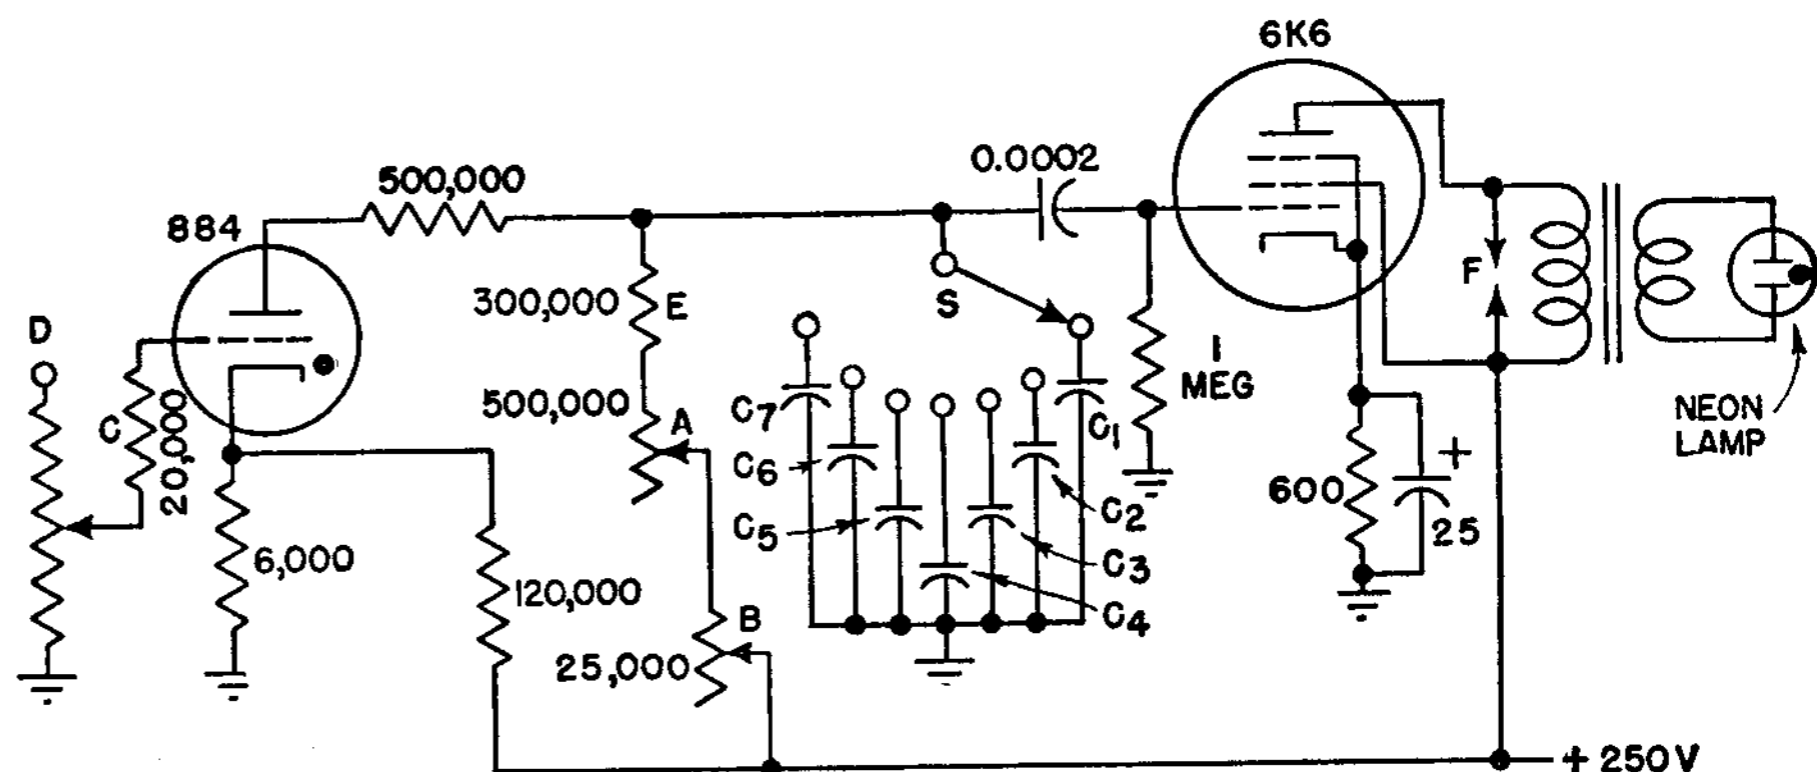 6K6
0.0002
500,000
884
D
C
20,000
300,000
E
S
F
1
MEG
500,000
A
C7
C6
C5
C1
C2
C3
C4
NEON
LAMP
600
+
25
6,000
120,000
B
25,000
+ 250V